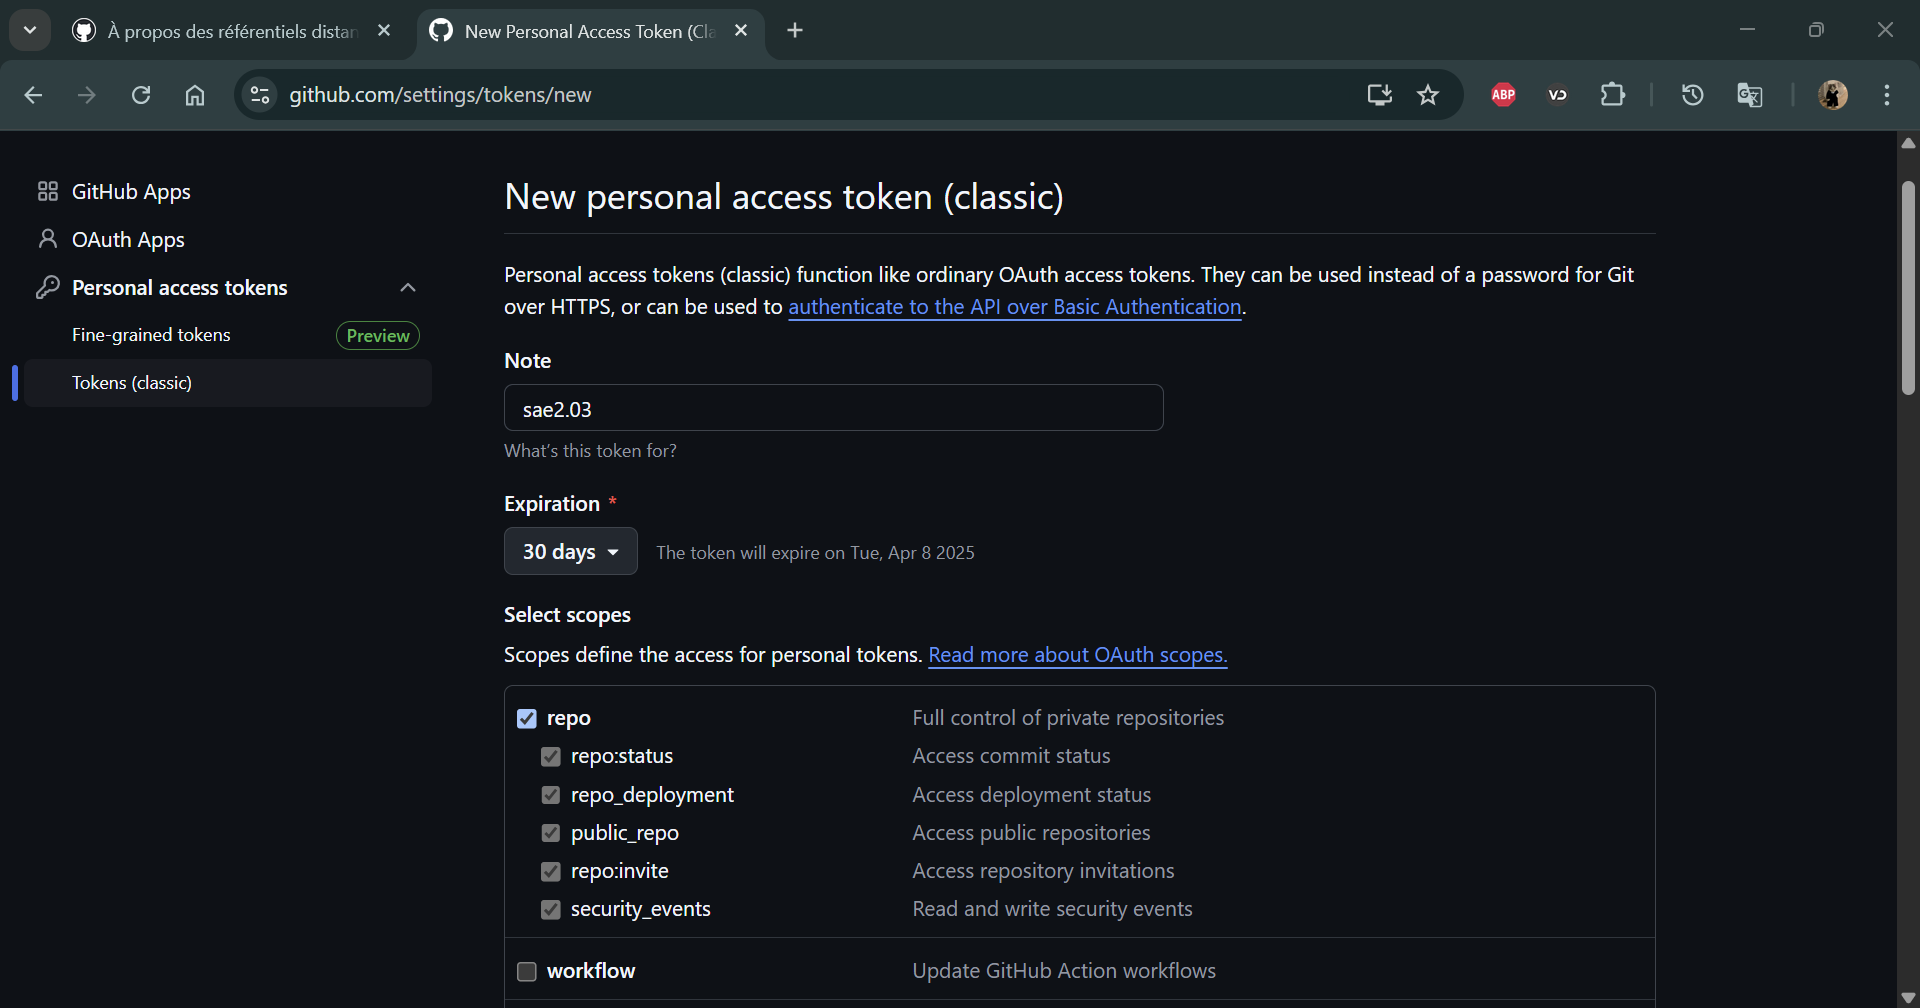 À propos des référentiels distan
New Personal Access Token (Cla
github.com/settings/tokens/new
ABP
VD
GitHub Apps
OAuth Apps
Personal access tokens
Fine-grained tokens
Preview
Tokens (classic)
New personal access token (classic)
Personal access tokens (classic) function like ordinary OAuth access tokens. They can be used instead of a password for Git
over HTTPS, or can be used to authenticate to the API over Basic Authentication.
Note
sae2.03
What's this token for?
Expiration *
30 days
The token will expire on Tue, Apr 8 2025
Select scopes
Scopes define the access for personal tokens. Read more about OAuth scopes.
repo Full control of private repositories
repo:status Access commit status
repo_deployment Access deployment status
public_repo Access public repositories
repo:invite Access repository invitations
security_events Read and write security events
workflow Update GitHub Action workflows